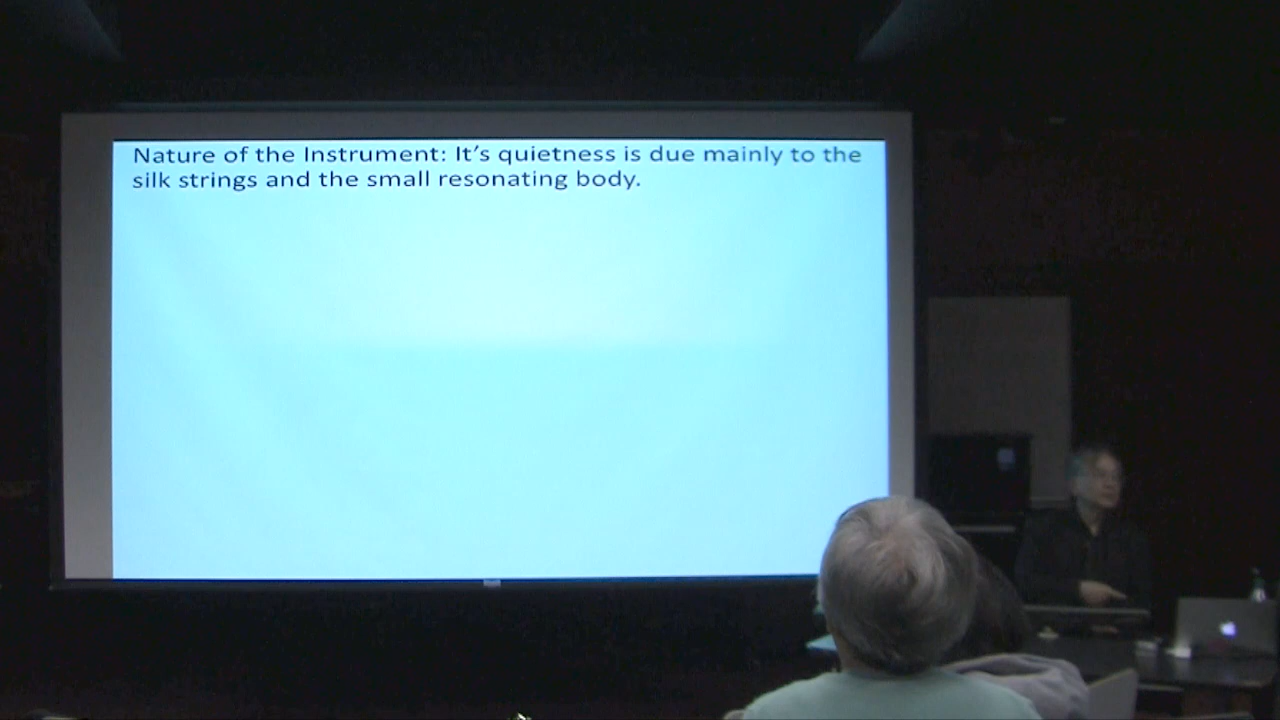 Nature of the Instrument: It’s quietness is due mainly to the
silk strings and the small resonating body.